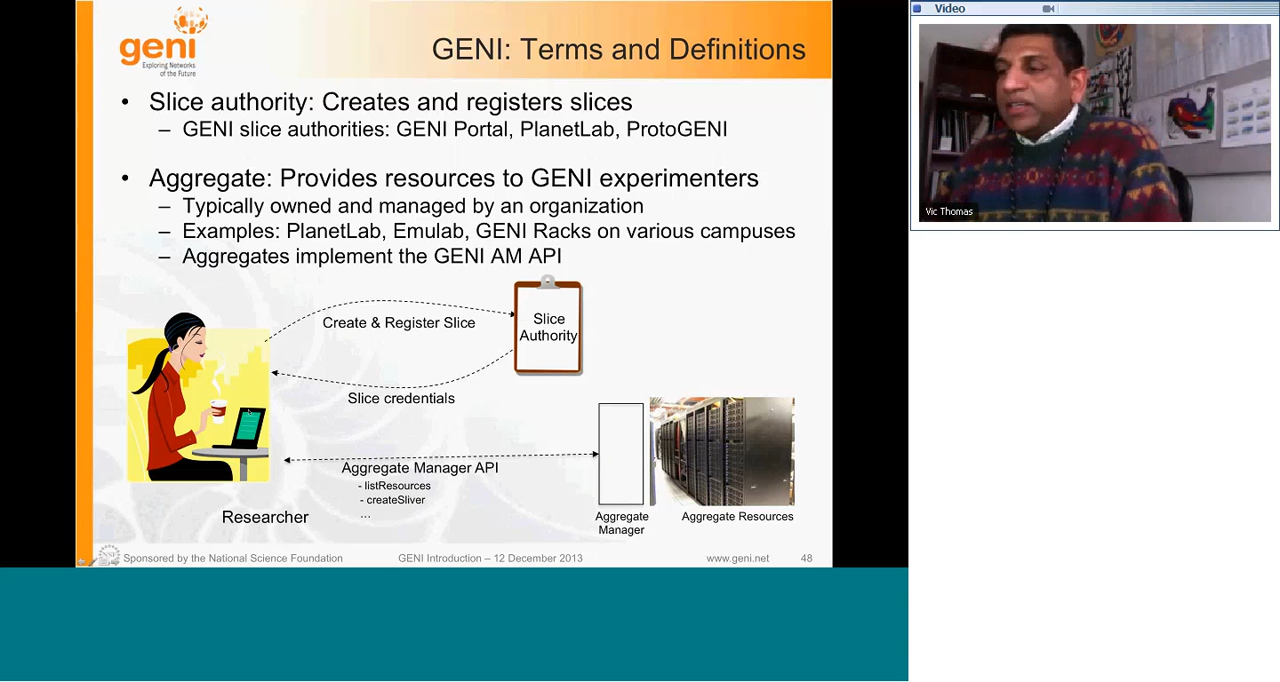 geni
Exploring Networks
of the Future
GENI: Terms and Definitions
• Slice authority: Creates and registers slices
– GENI slice authorities: GENI Portal, PlanetLab, ProtoGENI
• Aggregate: Provides resources to GENI experimenters
– Typically owned and managed by an organization
– Examples: PlanetLab, Emulab, GENI Racks on various campuses
– Aggregates implement the GENI AM API
Create & Register Slice
Slice
Authority
Slice credentials
Aggregate Manager API
- listResources
- createSliver
...
Researcher
Aggregate
Manager
Aggregate Resources
Sponsored by the National Science Foundation
GENI Introduction – 12 December 2013
www.geni.net
48
Video
Vic Thomas